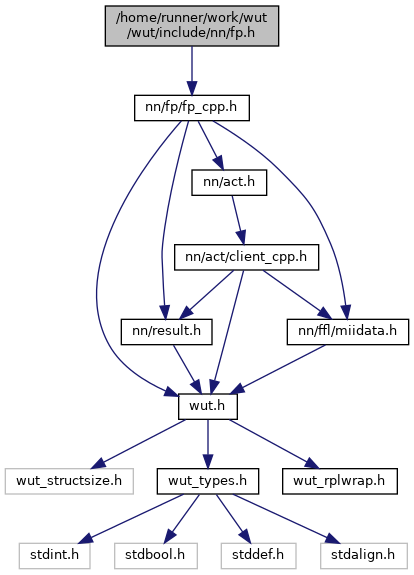 /home/runner/work/wut
/wut/include/nn/fp.h
nn/fp/fp_cpp.h
nn/act.h
nn/act/client_cpp.h
nn/result.h
nn/ffl/miidata.h
wut.h
wut_structsize.h
wut_types.h
wut_rplwrap.h
stdint.h
stdbool.h
stddef.h
stdalign.h